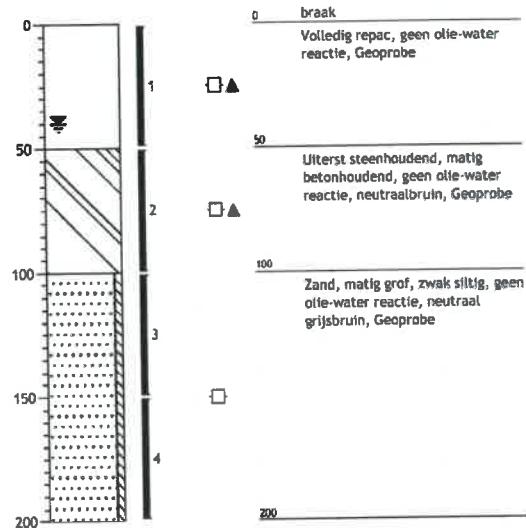 0
50
100
150
200
1
2
3
4
0 braak
Volledig repac, geen olie-water
reactie, Geoprobe
50
Uiterst steenhoudend, matig
betonhoudend, geen olie-water
reactie, neutraalbruin, Geoprobe
100
Zand, matig grof, zwak siltig, geen
olie-water reactie, neutraal
grijsbruin, Geoprobe
200